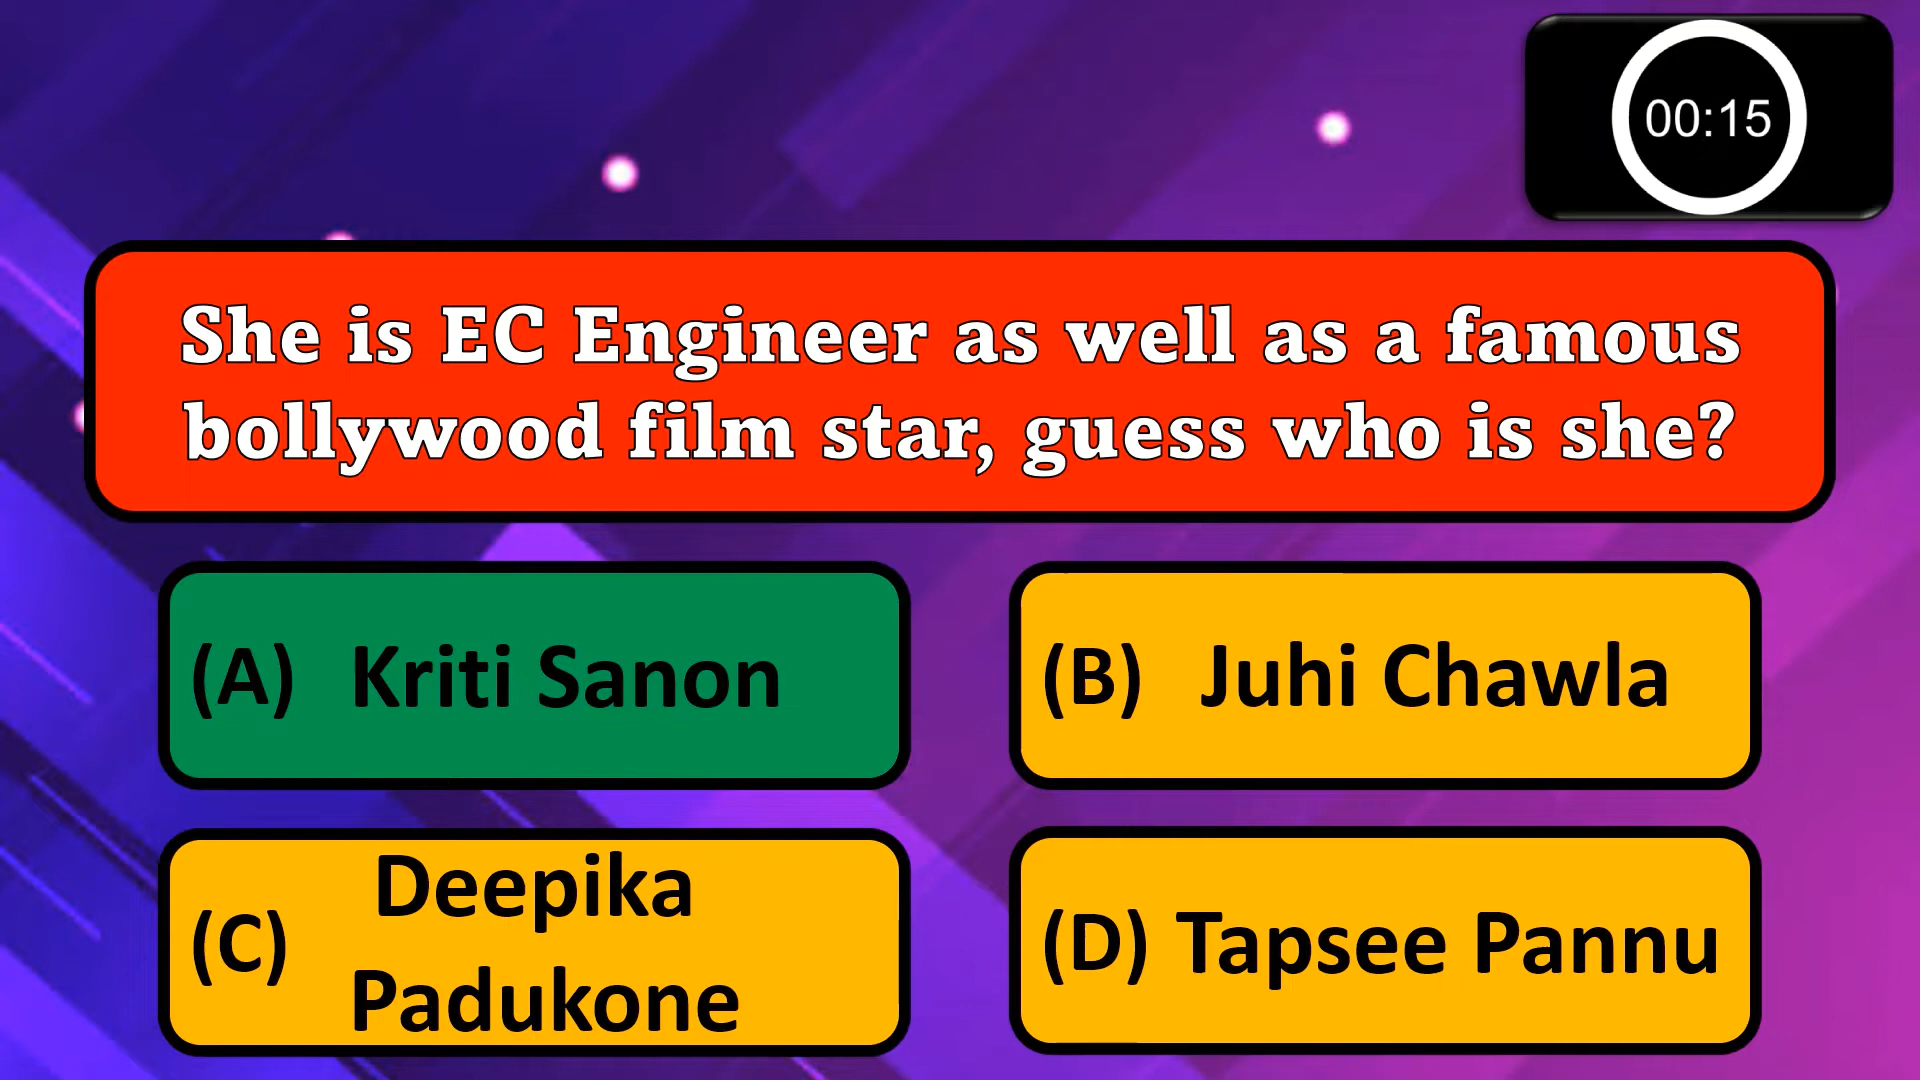 00:15
She is EC Engineer as well as a famous
bollywood film star, guess who is she?
(A) Kriti Sanon
(B) Juhi Chawla
(C) Deepika
Padukone
(D) Tapsee Pannu